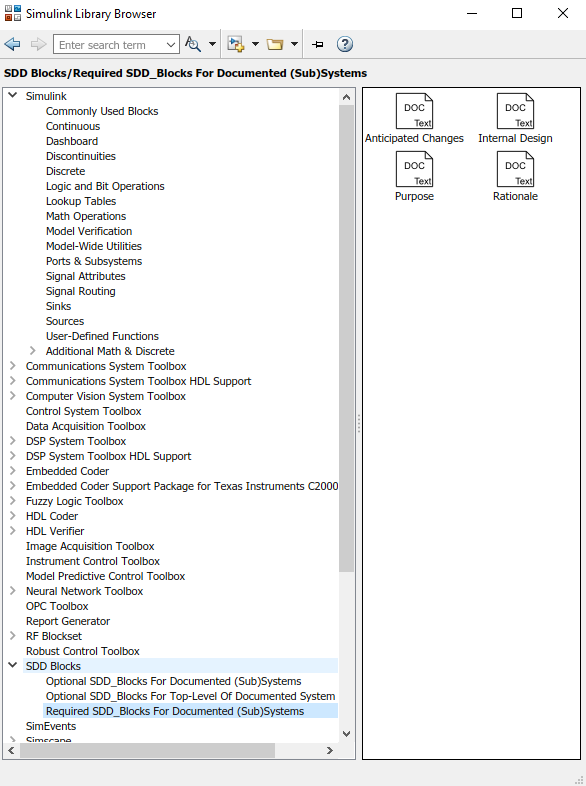 Simulink Library Browser
Enter search term
SDD Blocks/Required SDD_Blocks For Documented (Sub)Systems
Simulink
Commonly Used Blocks
Continuous
Dashboard
Discontinuities
Discrete
Logic and Bit Operations
Lookup Tables
Math Operations
Model Verification
Model-Wide Utilities
Ports & Subsystems
Signal Attributes
Signal Routing
Sinks
Sources
User-Defined Functions
Additional Math & Discrete
Communications System Toolbox
Communications System Toolbox HDL Support
Computer Vision System Toolbox
Control System Toolbox
Data Acquisition Toolbox
DSP System Toolbox
DSP System Toolbox HDL Support
Embedded Coder
Embedded Coder Support Package for Texas Instruments C2000
Fuzzy Logic Toolbox
HDL Coder
HDL Verifier
Image Acquisition Toolbox
Instrument Control Toolbox
Model Predictive Control Toolbox
Neural Network Toolbox
OPC Toolbox
Report Generator
RF Blockset
Robust Control Toolbox
SDD Blocks
Optional SDD_Blocks For Documented (Sub)Systems
Optional SDD_Blocks For Top-Level Of Documented System
Required SDD_Blocks For Documented (Sub)Systems
SimEvents
Simscape
DOC
Text
Anticipated Changes
DOC
Text
Internal Design
DOC
Text
Purpose
DOC
Text
Rationale